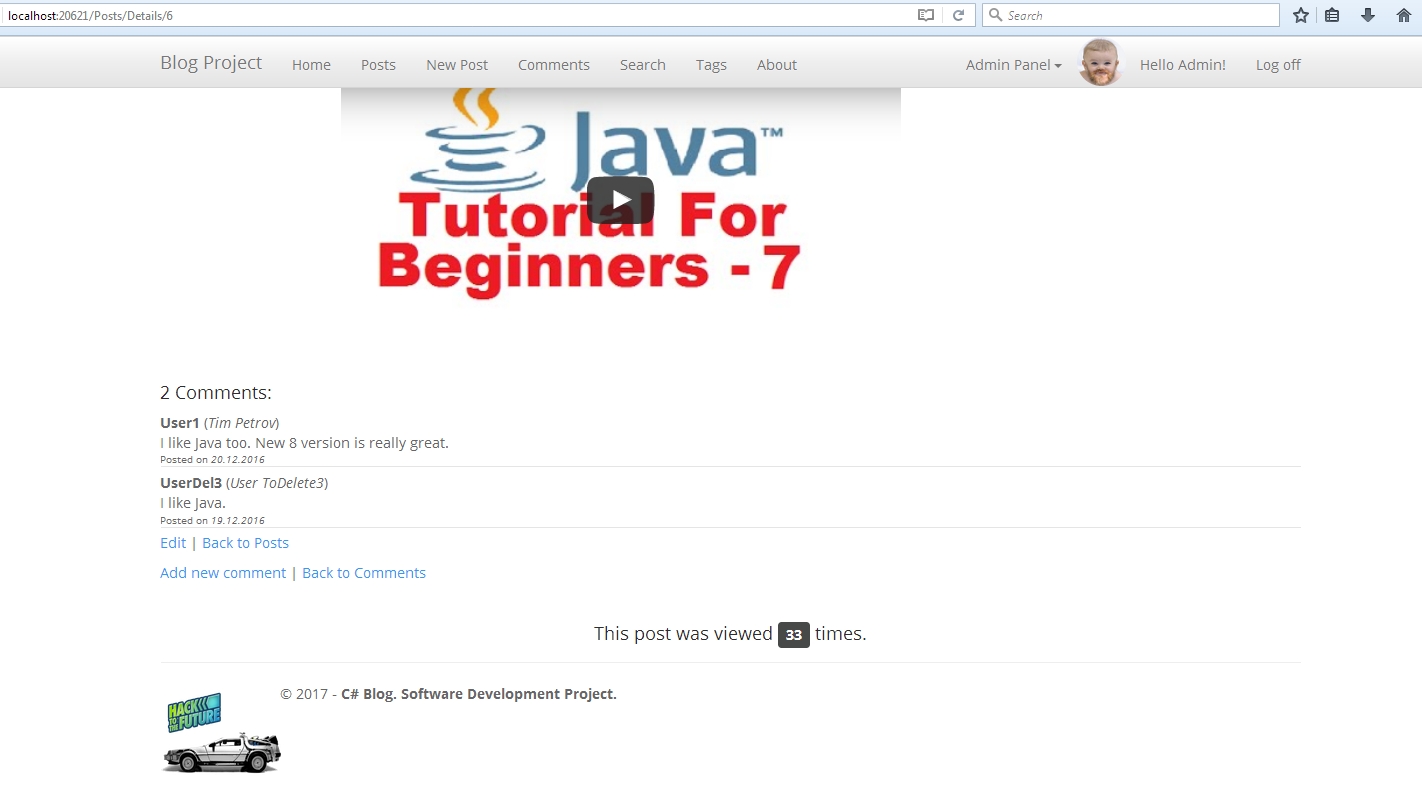 localhost:20621/Posts/Details/6
Search
Blog Project Home Posts New Post Comments Search Tags About Admin Panel Hello Admin! Log off
Java™
Tutorial For
Beginners - 7
2 Comments:
User1 (Tim Petrov)
I like Java too. New 8 version is really great.
Posted on 20.12.2016
UserDel3 (User ToDelete3)
I like Java.
Posted on 19.12.2016
Edit | Back to Posts
Add new comment | Back to Comments
This post was viewed 33 times.
© 2017 - C# Blog. Software Development Project.
HACK
TO THE FUTURE